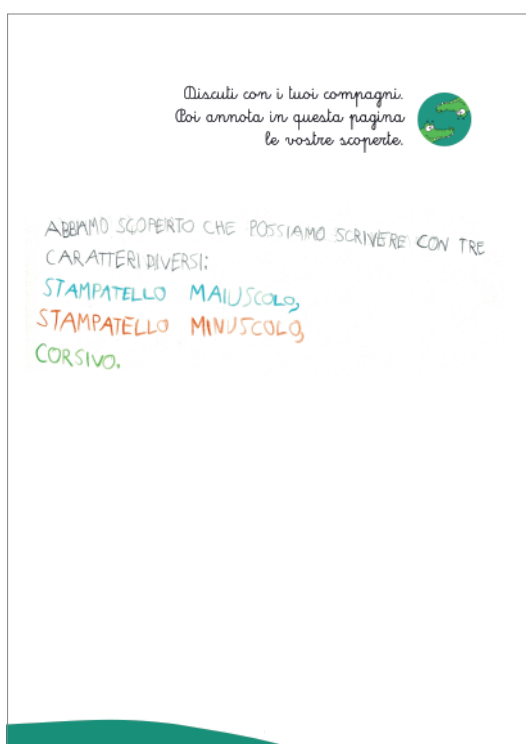 Discuti con i tuoi compagni.
Poi annota in questa pagina
le vostre scoperte.
ABBIAMO SCOPERTO CHE POSSIAMO SCRIVERE CON TRE
CARATTERI DIVERSI:
STAMPATELLO MAIUSCOLO,
STAMPATELLO MINUSCOLO,
CORSIVO.